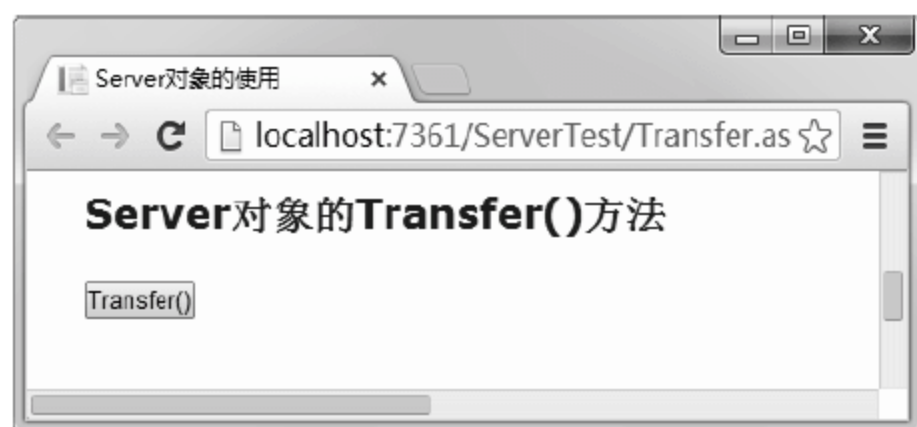 Server对象的使用
localhost:7361/ServerTest/Transfer.as
Server对象的Transfer()方法
Transfer()